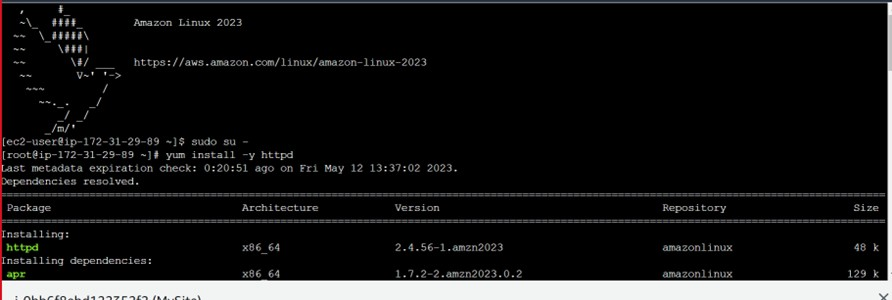 ,     #_
   ~\_  ####_        Amazon Linux 2023
  ~~  \_#####\
  ~~     \###|
  ~~       \#/ ___   https://aws.amazon.com/linux/amazon-linux-2023
   ~~       V~' '->
    ~~~         /
      ~~._.   _/
         _/ _/
       _/m/'
[ec2-user@ip-172-31-29-89 ~]$ sudo su -
[root@ip-172-31-29-89 ~]# yum install -y httpd
Last metadata expiration check: 0:20:51 ago on Fri May 12 13:37:02 2023.
Dependencies resolved.
Package Architecture Version Repository Size
Installing:
httpd x86_64 2.4.56-1.amzn2023 amazonlinux 48 k
Installing dependencies:
apr x86_64 1.7.2-2.amzn2023.0.2 amazonlinux 129 k
(MySite)